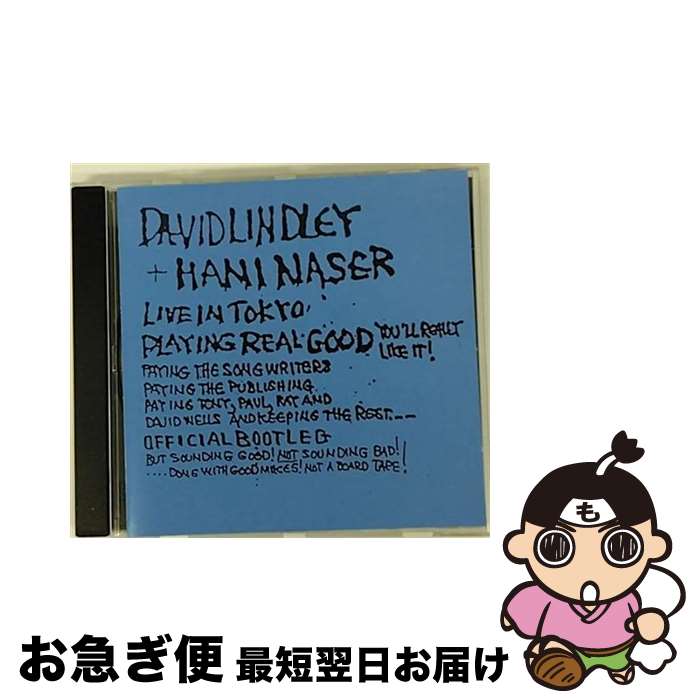 DAVID LINDLEY
+ HANI NASER
LIVE IN TOKYO,
PLAYING REAL GOOD YOU'LL REALLY LIKE IT!
PAYING THE SONGWRITERS
PAYING THE PUBLISHING
PAYING TONY, PAUL, RAY AND
DAVID WELLS AND KEEPING THE REST...
OFFICIAL BOOTLEG
BUT SOUNDING GOOD! NOT SOUNDING BAD!
....DONE WITH GOOD MIKES! NOT A BOARD TAPE!
も
お急ぎ便 最短翌日お届け